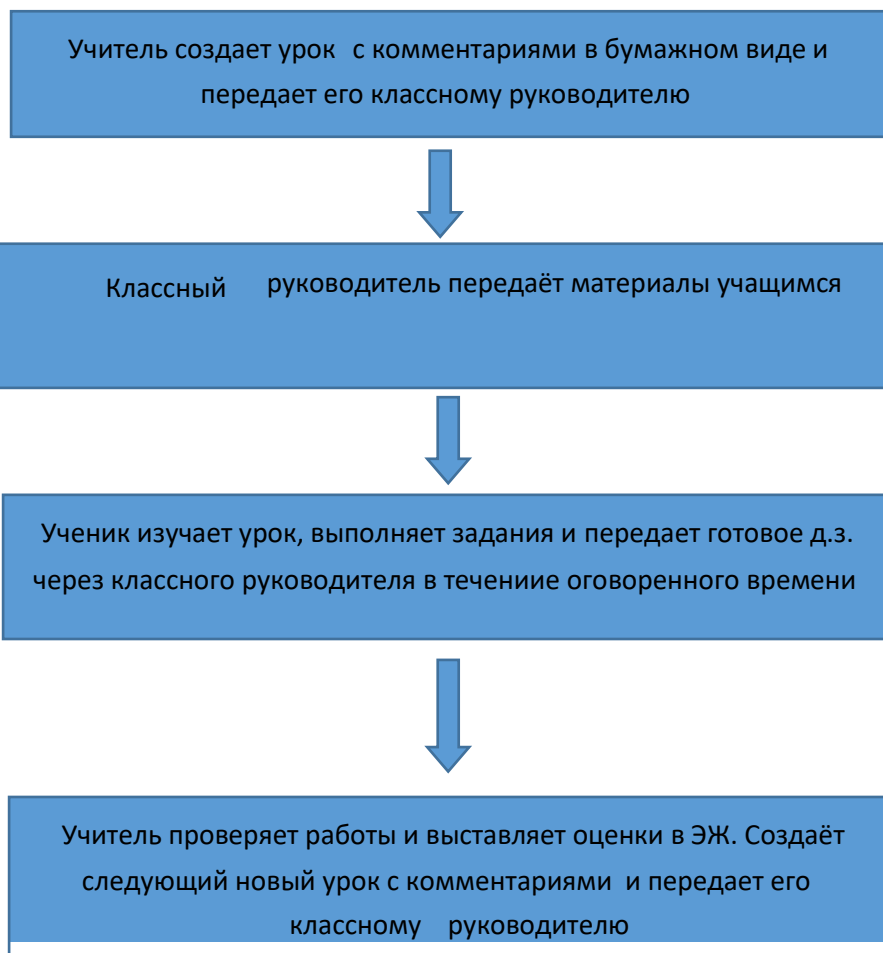 Учитель создает урок с комментариями в бумажном виде и
передает его классному руководителю
Классный руководитель передаёт материалы учащимся
Ученик изучает урок, выполняет задания и передает готовое д.з.
через классного руководителя в течениие оговоренного времени
Учитель проверяет работы и выставляет оценки в ЭЖ. Создаёт
следующий новый урок с комментариями и передает его
классному руководителю